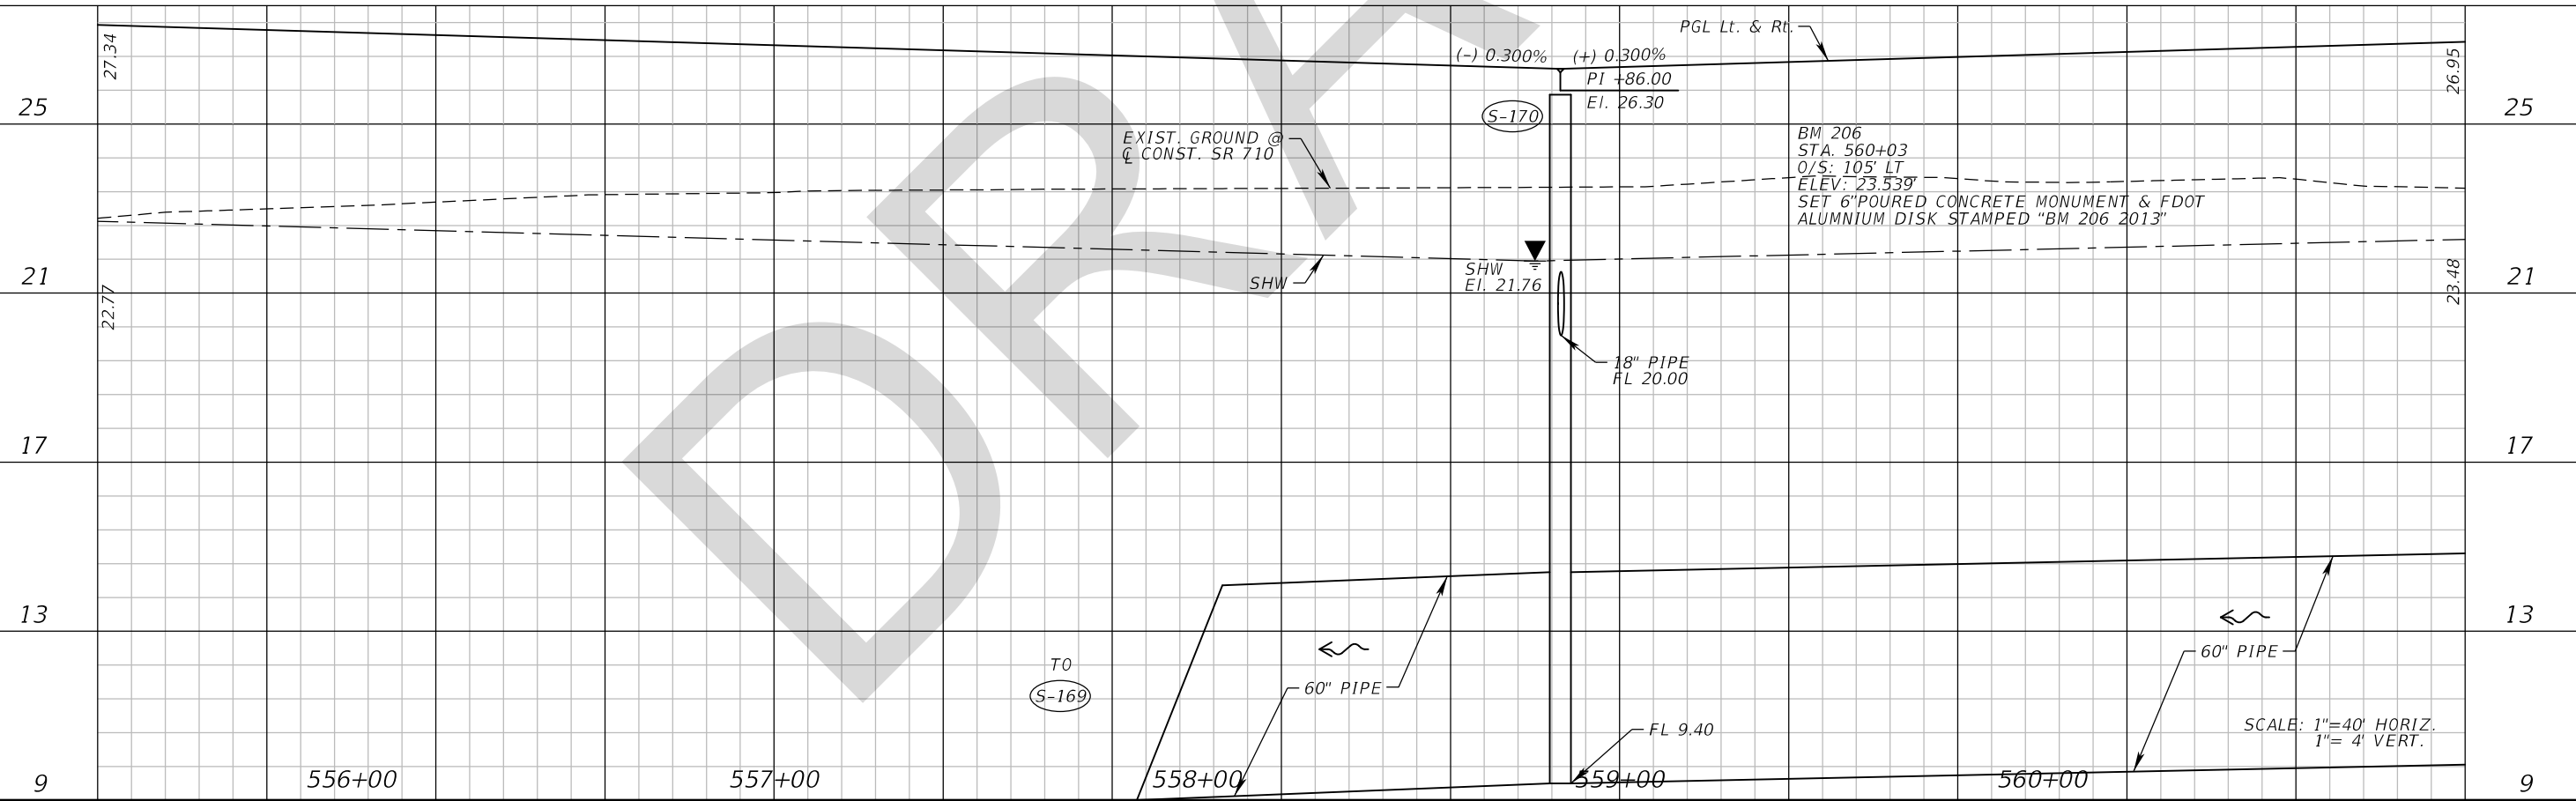 DRA
27.34
(-) 0.300%
(+) 0.300%
PGL Lt. & Rt.
PI +86.00
El. 26.30
26.95
25
S-170
25
EXIST. GROUND @
℄ CONST. SR 710
BM 206
STA. 560+03
O/S: 105' LT
ELEV: 23.539'
SET 6"POURED CONCRETE MONUMENT & FDOT
ALUMNIUM DISK STAMPED "BM 206 2013"
21
22.77
SHW
SHW
El. 21.76
23.48
21
18" PIPE
FL 20.00
17
17
13
13
TO
S-169
60" PIPE
60" PIPE
FL 9.40
SCALE: 1"=40' HORIZ.
1"= 4' VERT.
9
556+00
557+00
558+00
559+00
560+00
9